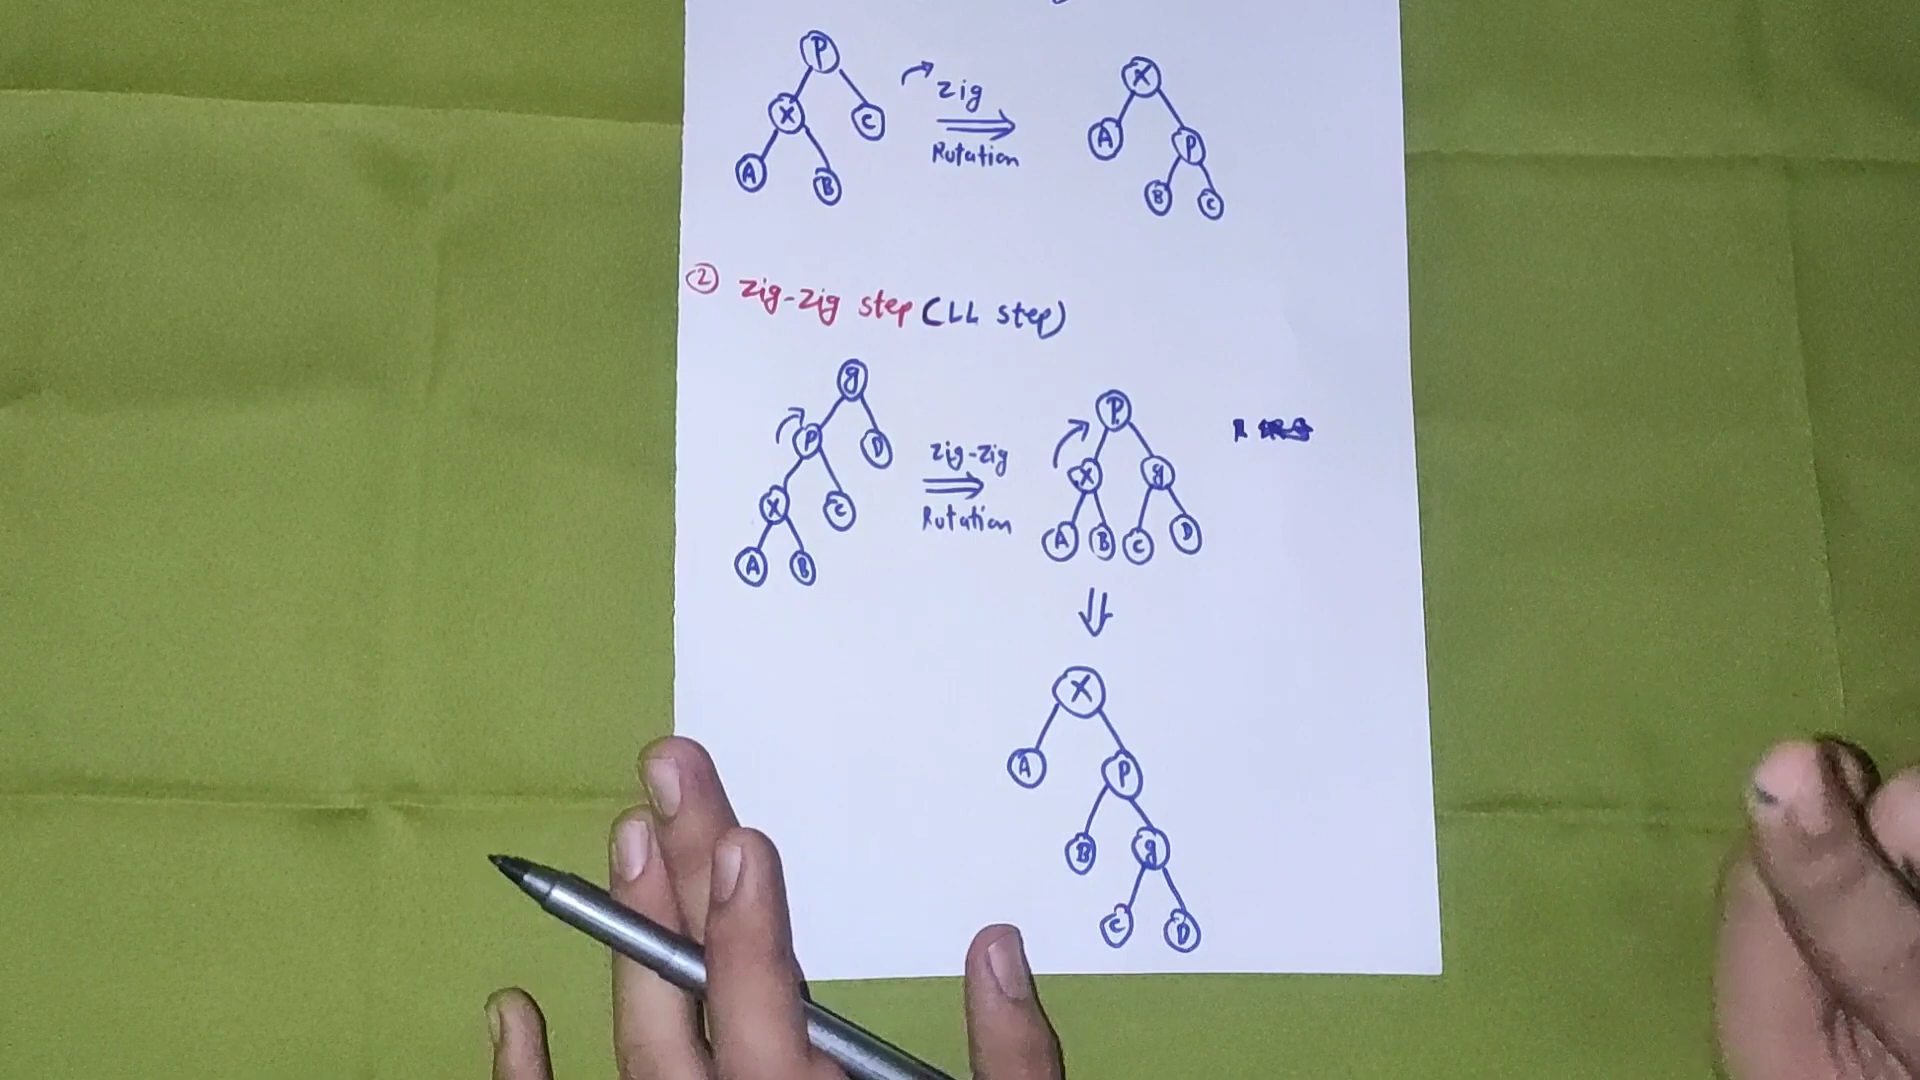 P
X C
A B
zig
Rotation
X
A P
B C
② zig-zig step (LL step)
g
P D
X C
A B
zig-zig
Rotation
P
X g
A B C D
X
A P
B g
C D